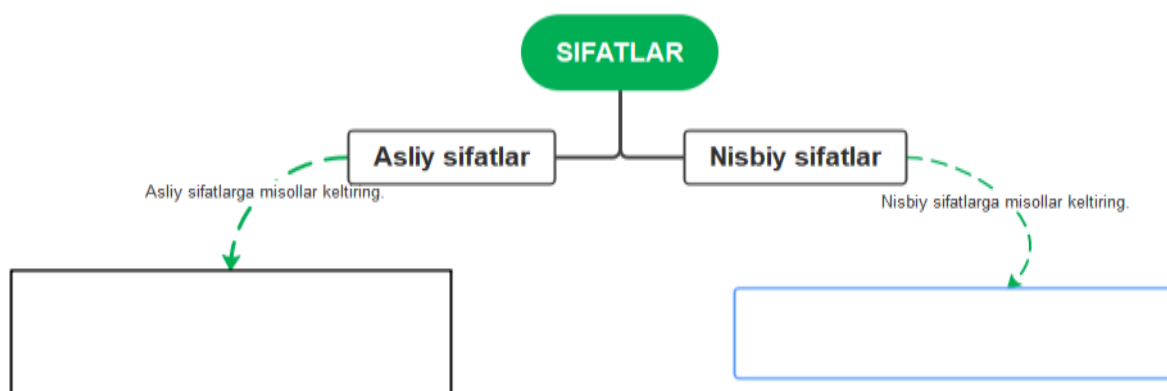 SIFATLAR
Asliy sifatlar
Nisbiy sifatlar
Asliy sifatlarga misollar keltiring.
Nisbiy sifatlarga misollar keltiring.